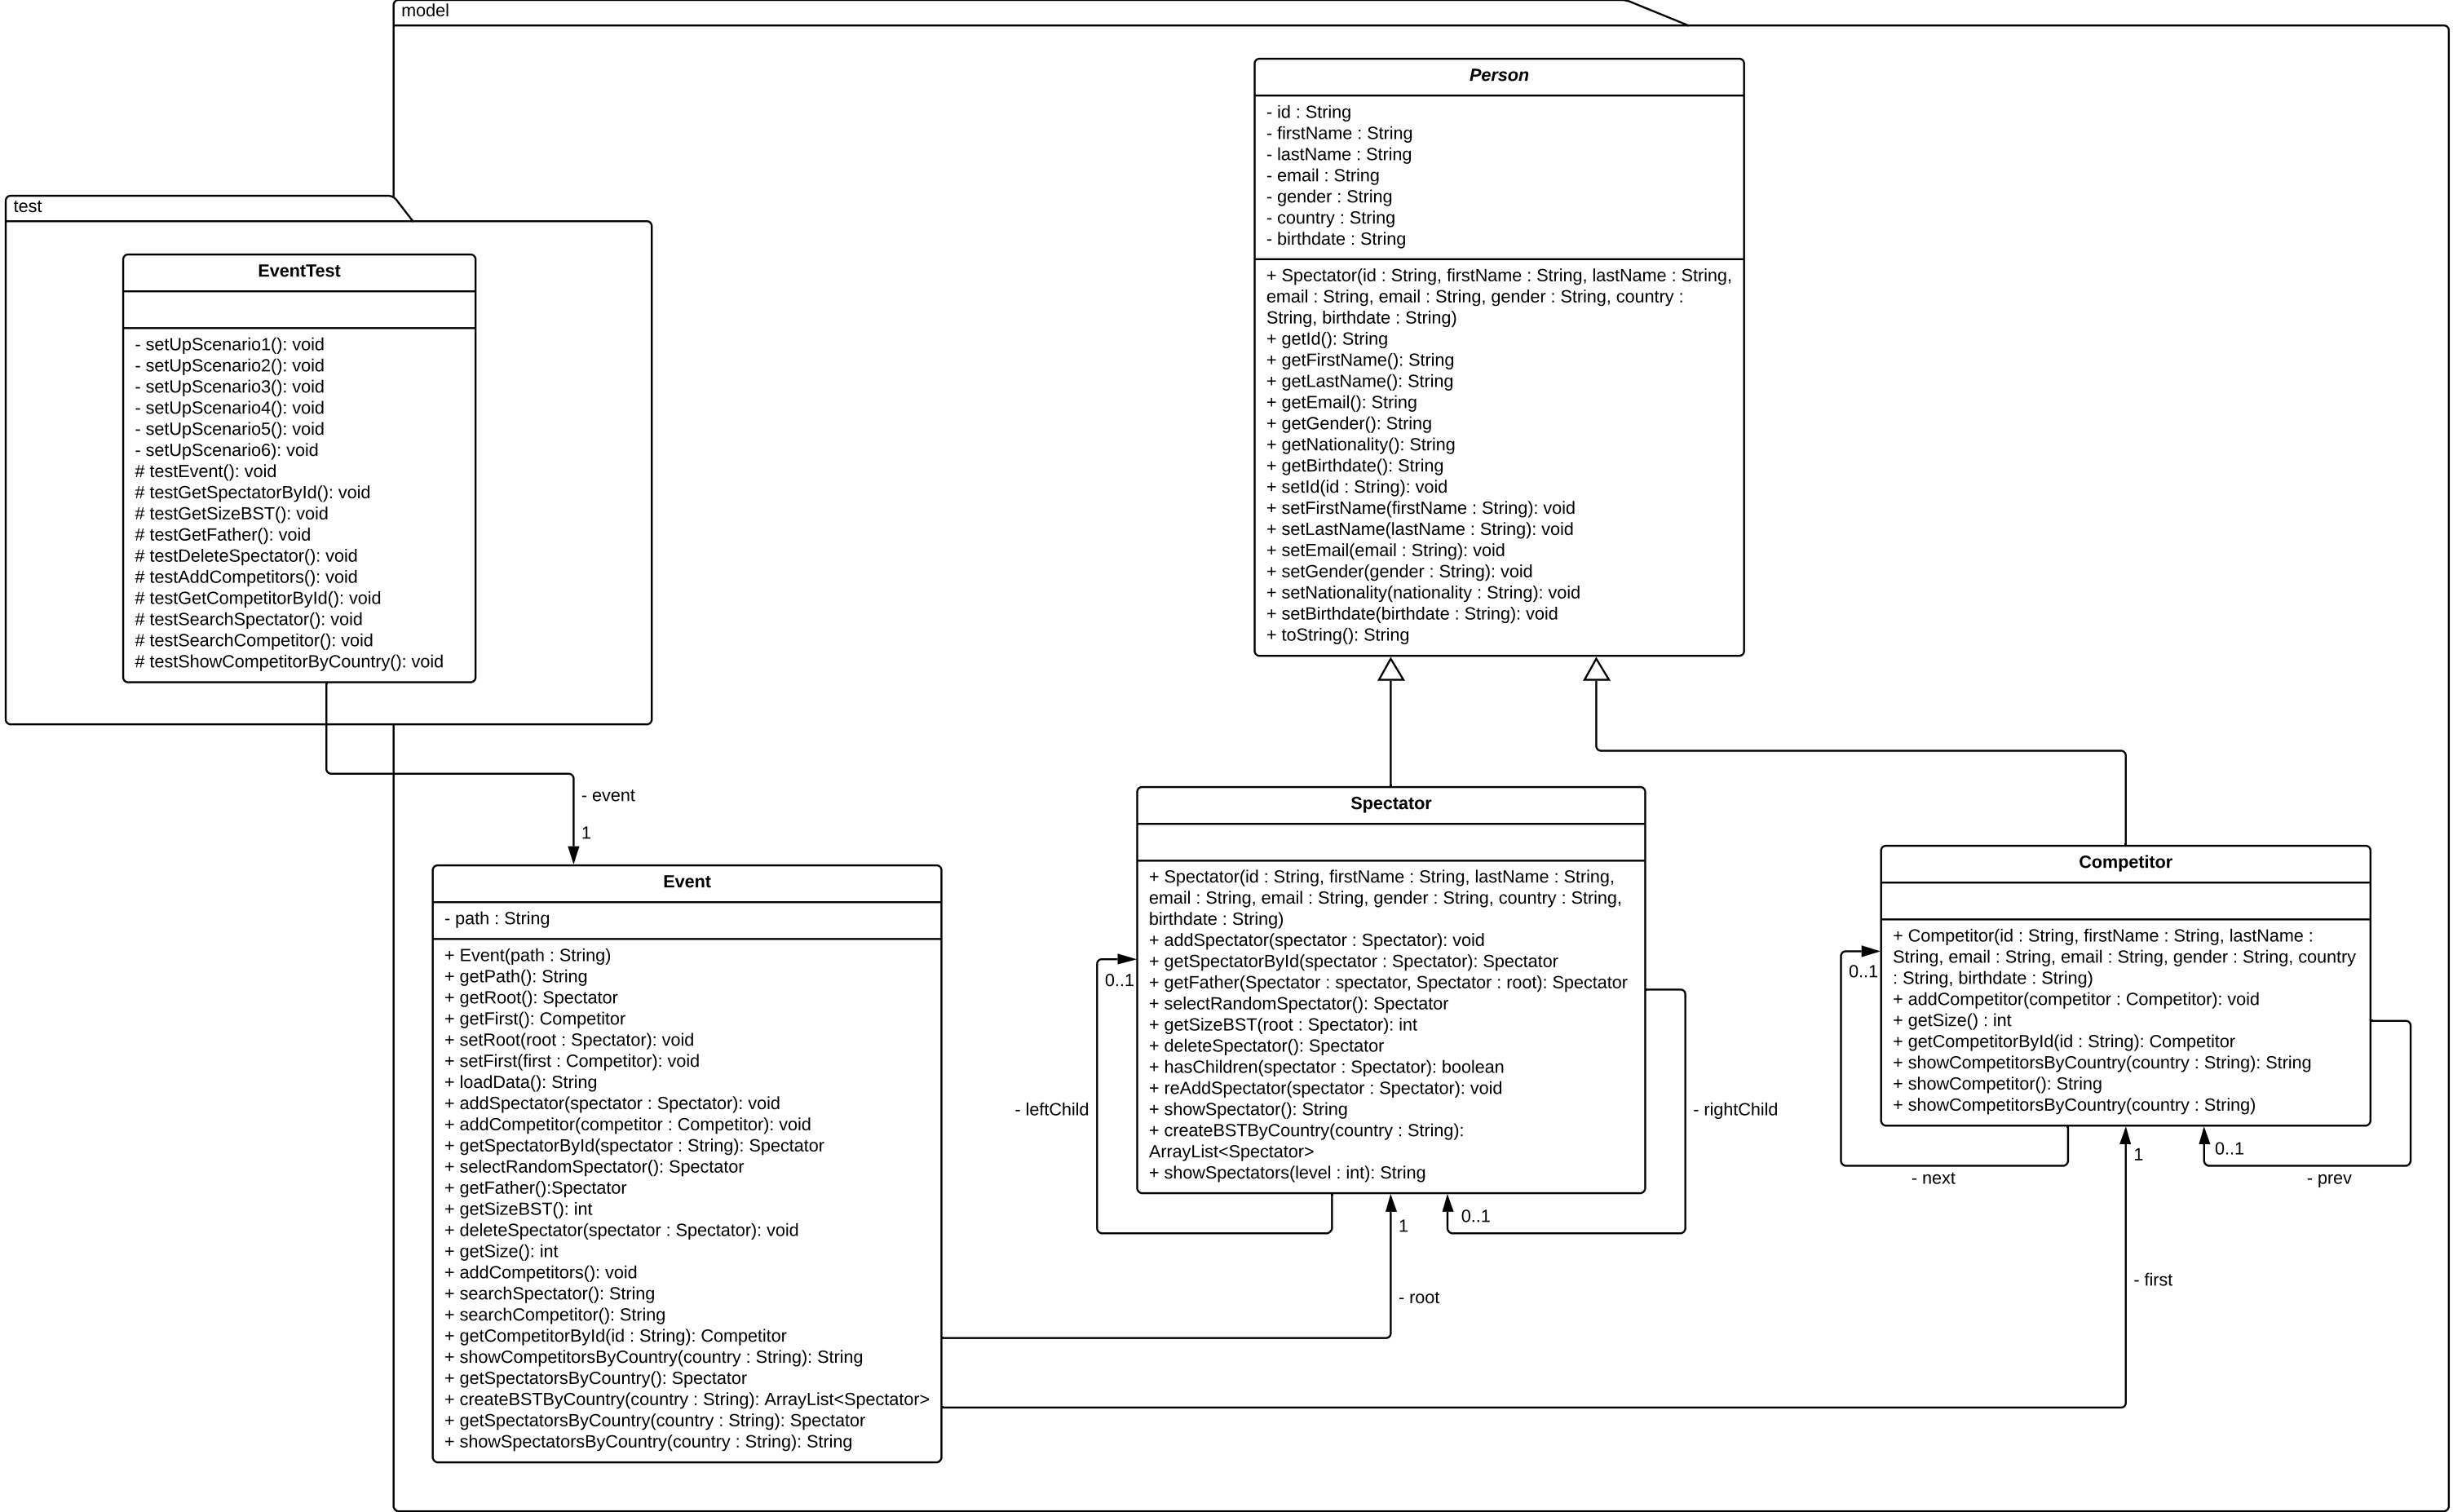 model
Person
- id : String
- firstName : String
- lastName : String
- email : String
- gender : String
- country : String
- birthdate : String
+ Spectator(id : String, firstName : String, lastName : String,
email : String, email : String, gender : String, country :
String, birthdate : String)
+ getId(): String
+ getFirstName(): String
+ getLastName(): String
+ getEmail(): String
+ getGender(): String
+ getNationality(): String
+ getBirthdate(): String
+ setId(id : String): void
+ setFirstName(firstName : String): void
+ setLastName(lastName : String): void
+ setEmail(email : String): void
+ setGender(gender : String): void
+ setNationality(nationality : String): void
+ setBirthdate(birthdate : String): void
+ toString(): String
test
EventTest
- setUpScenario1(): void
- setUpScenario2(): void
- setUpScenario3(): void
- setUpScenario4(): void
- setUpScenario5(): void
- setUpScenario6): void
# testEvent(): void
# testGetSpectatorById(): void
# testGetSizeBST(): void
# testGetFather(): void
# testDeleteSpectator(): void
# testAddCompetitors(): void
# testGetCompetitorById(): void
# testSearchSpectator(): void
# testSearchCompetitor(): void
# testShowCompetitorByCountry(): void
- event
1
Event
- path : String
+ Event(path : String)
+ getPath(): String
+ getRoot(): Spectator
+ getFirst(): Competitor
+ setRoot(root : Spectator): void
+ setFirst(first : Competitor): void
+ loadData(): String
+ addSpectator(spectator : Spectator): void
+ addCompetitor(competitor : Competitor): void
+ getSpectatorById(spectator : String): Spectator
+ selectRandomSpectator(): Spectator
+ getFather():Spectator
+ getSizeBST(): int
+ deleteSpectator(spectator : Spectator): void
+ getSize(): int
+ addCompetitors(): void
+ searchSpectator(): String
+ searchCompetitor(): String
+ getCompetitorById(id : String): Competitor
+ showCompetitorsByCountry(country : String): String
+ getSpectatorsByCountry(): Spectator
+ createBSTByCountry(country : String): ArrayList<Spectator>
+ getSpectatorsByCountry(country : String): Spectator
+ showSpectatorsByCountry(country : String): String
Spectator
+ Spectator(id : String, firstName : String, lastName : String,
email : String, email : String, gender : String, country : String,
birthdate : String)
+ addSpectator(spectator : Spectator): void
+ getSpectatorById(spectator : Spectator): Spectator
+ getFather(Spectator : spectator, Spectator : root): Spectator
+ selectRandomSpectator(): Spectator
+ getSizeBST(root : Spectator): int
+ deleteSpectator(): Spectator
+ hasChildren(spectator : Spectator): boolean
+ reAddSpectator(spectator : Spectator): void
+ showSpectator(): String
+ createBSTByCountry(country : String):
ArrayList<Spectator>
+ showSpectators(level : int): String
0..1
- leftChild
- rightChild
0..1
1
- root
Competitor
+ Competitor(id : String, firstName : String, lastName :
String, email : String, email : String, gender : String, country
: String, birthdate : String)
+ addCompetitor(competitor : Competitor): void
+ getSize() : int
+ getCompetitorById(id : String): Competitor
+ showCompetitorsByCountry(country : String): String
+ showCompetitor(): String
+ showCompetitorsByCountry(country : String)
0..1
- next
1
0..1
- prev
- first